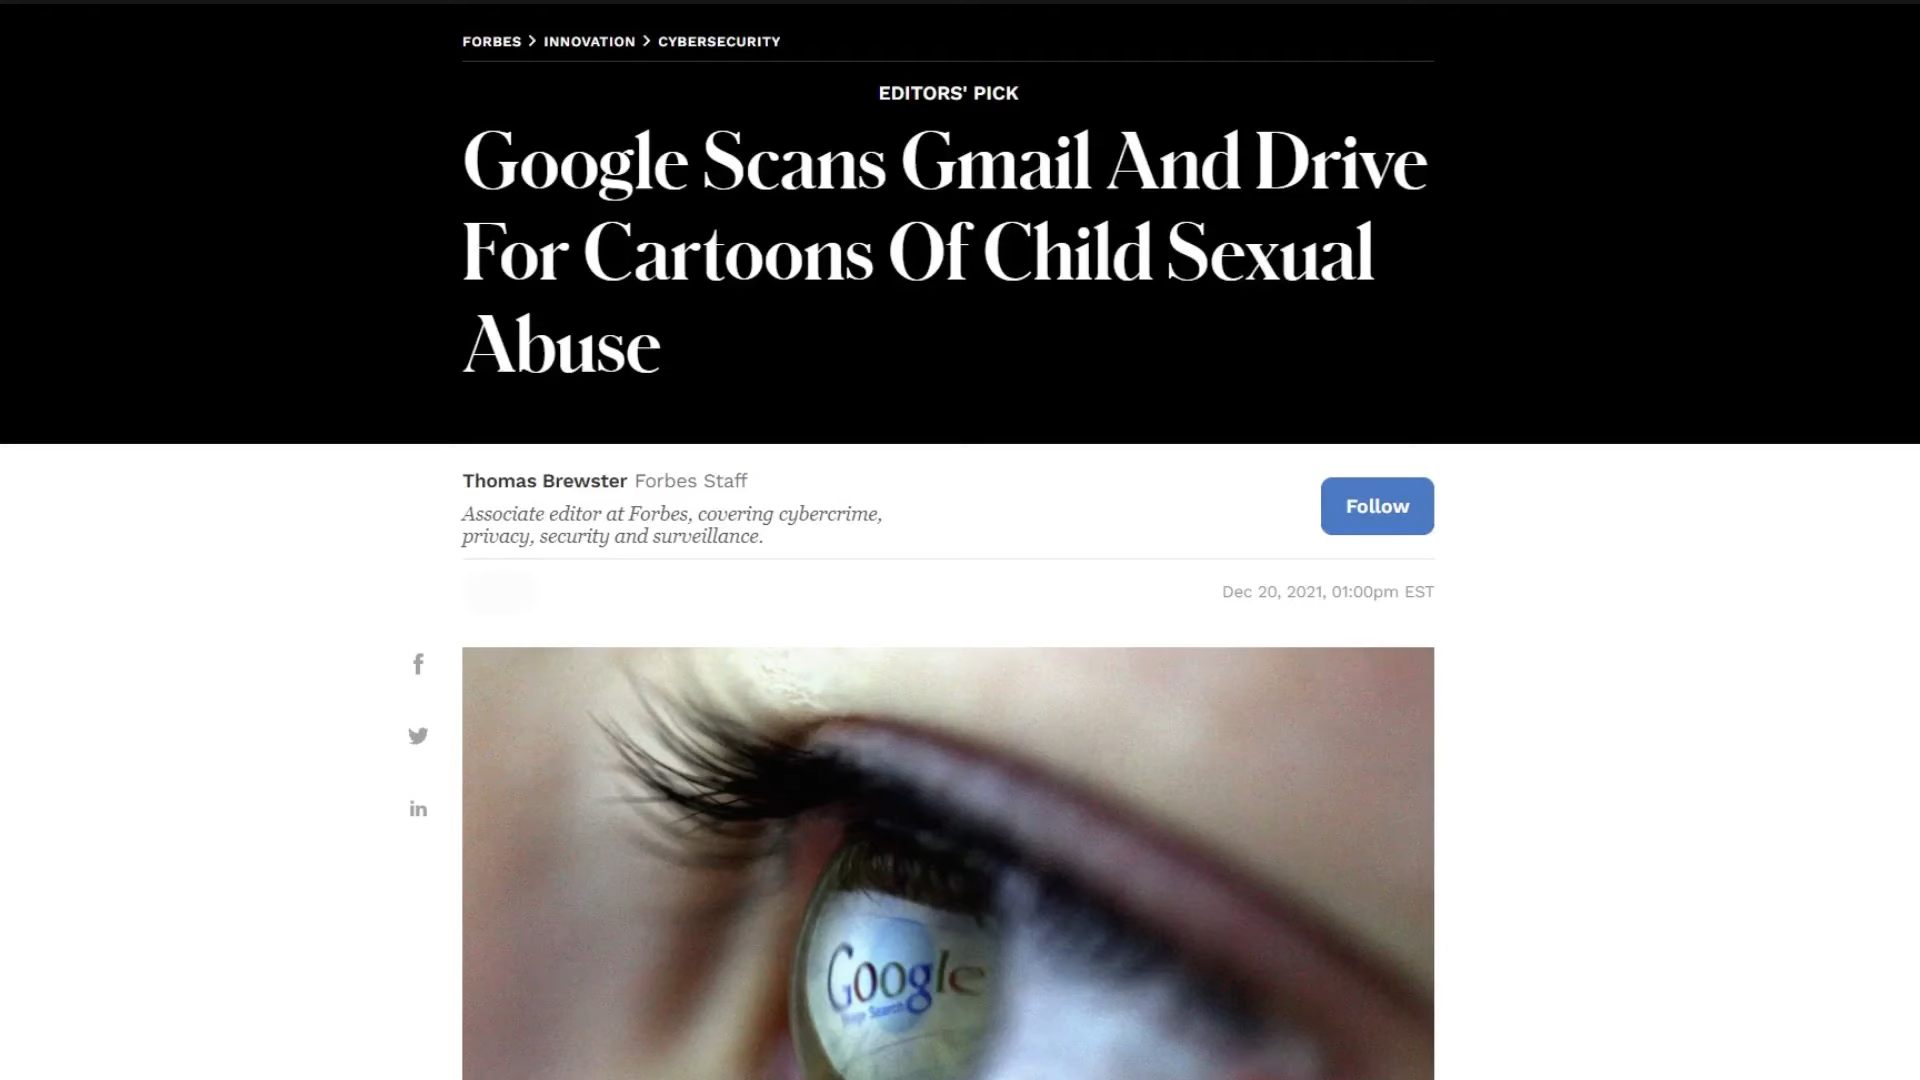 FORBES > INNOVATION > CYBERSECURITY
EDITORS' PICK
Google Scans Gmail And Drive
For Cartoons Of Child Sexual
Abuse
Thomas Brewster Forbes Staff
Associate editor at Forbes, covering cybercrime,
privacy, security and surveillance.
Follow
Dec 20, 2021, 01:00pm EST
Google